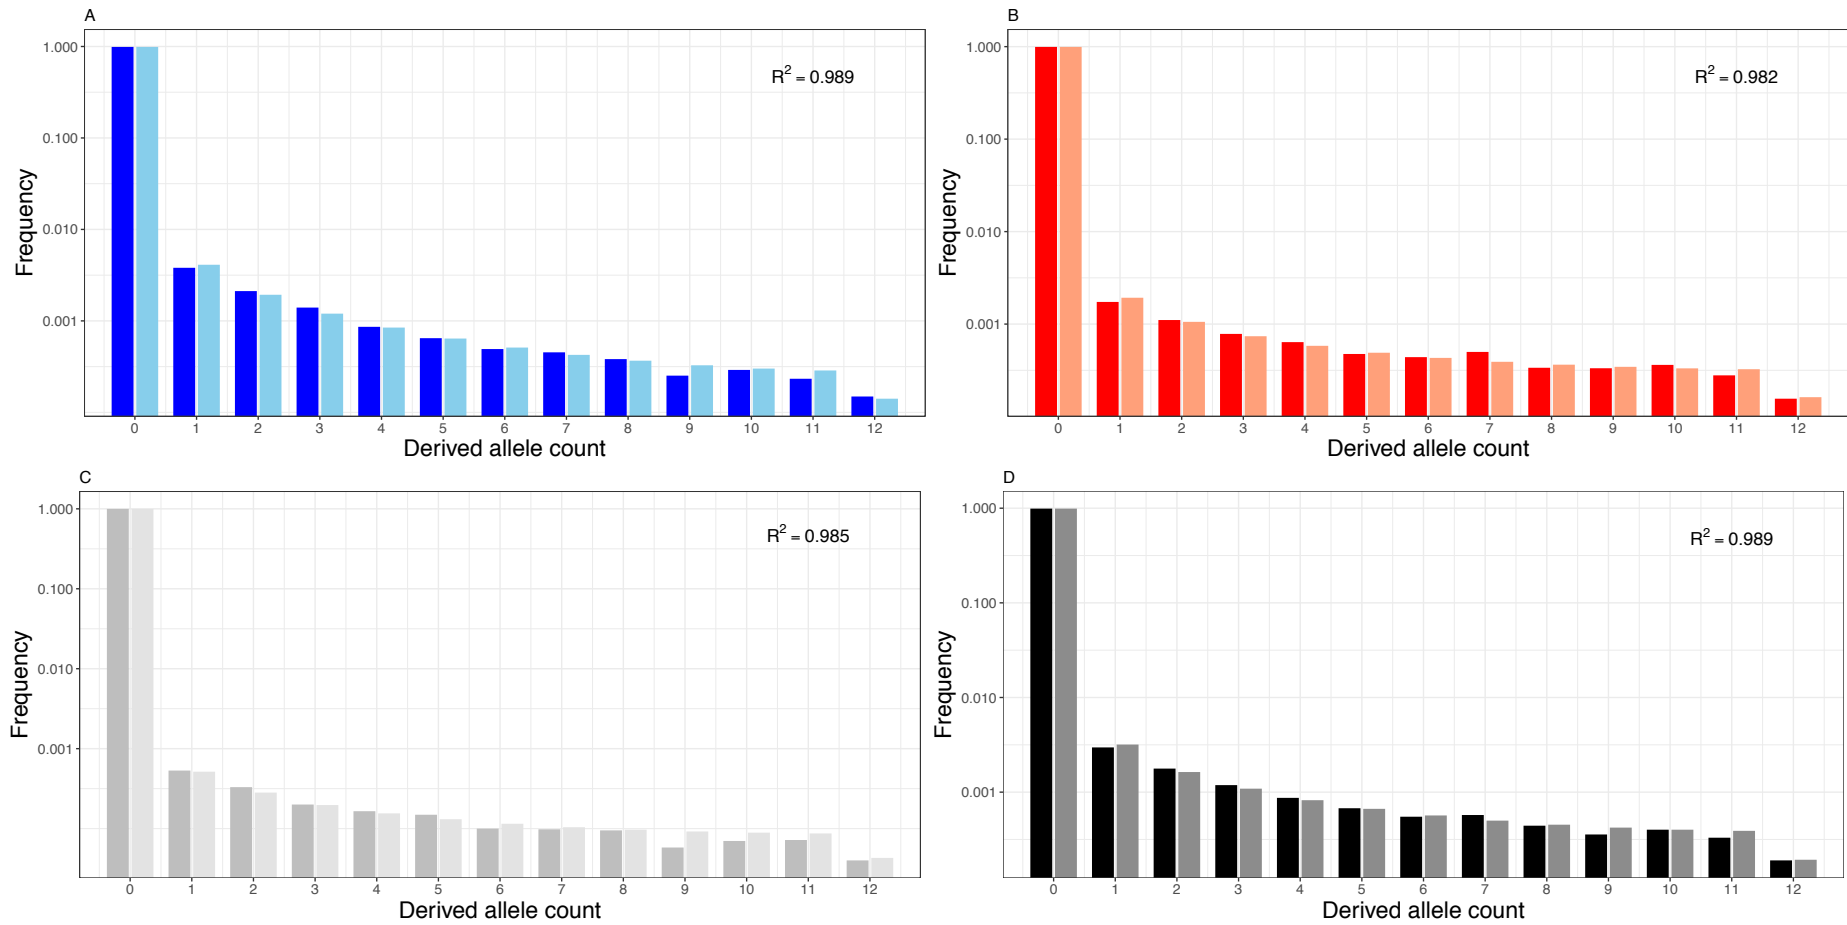 A
R² = 0.989
1.000
0.100
0.010
0.001
Frequency
0 1 2 3 4 5 6 7 8 9 10 11 12
Derived allele count
B
R² = 0.982
1.000
0.100
0.010
0.001
Frequency
0 1 2 3 4 5 6 7 8 9 10 11 12
Derived allele count
C
R² = 0.985
1.000
0.100
0.010
0.001
Frequency
0 1 2 3 4 5 6 7 8 9 10 11 12
Derived allele count
D
R² = 0.989
1.000
0.100
0.010
0.001
Frequency
0 1 2 3 4 5 6 7 8 9 10 11 12
Derived allele count